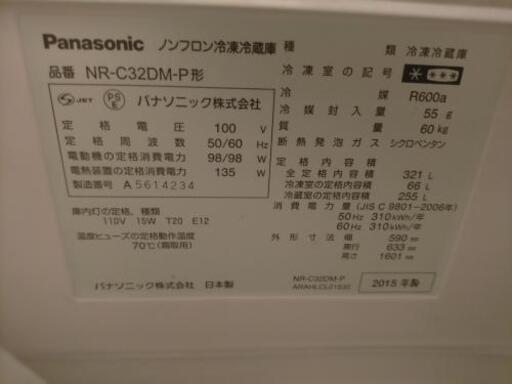 Panasonic ノンフロン冷凍冷蔵庫
品番 NR-C32DM-P形
S JET PS E パナソニック株式会社
定格電圧 100 V
定格周波数 50/60 Hz
電動機の定格消費電力 98/98 W
電熱装置の定格消費電力 135 W
製造番号 A 5614234
庫内灯の定格、種類
110V 15W T20 E12
温度ヒューズの定格動作温度
70℃(霜取用)
パナソニック株式会社 日本製
種類 冷凍冷蔵庫
冷凍室の記号
冷媒 R600a
冷媒封入量 55 g
質量 60 kg
断熱発泡ガス シクロペンタン
定格内容積
全定格内容積 321 L
冷凍室の定格内容積 66 L
冷蔵室の定格内容積 255 L
消費電力量(JIS C 9801-2006年)
50Hz 310 kWh/年
60Hz 310 kWh/年
外形寸法 幅 590 mm
奥行 633 mm
高さ 1601 mm
NR-C32DM-P
2015年製